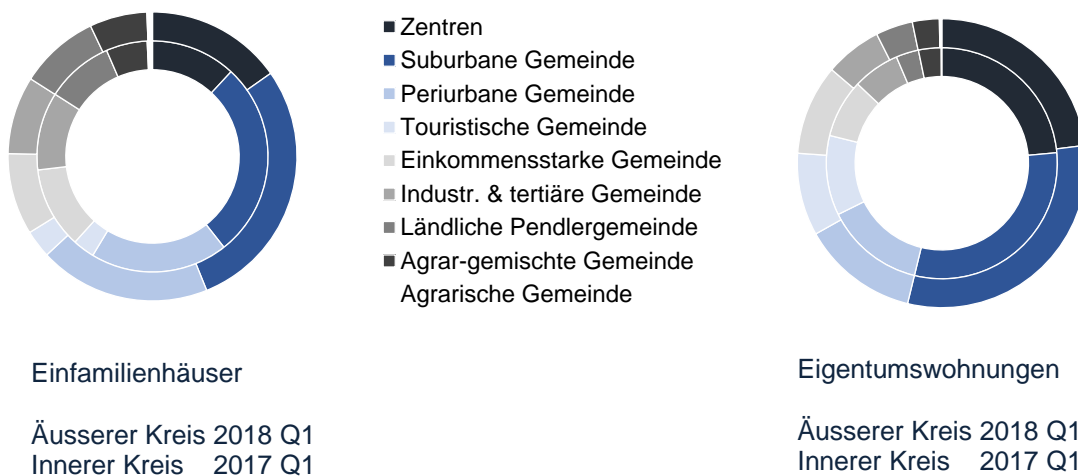 Zentren
Suburbane Gemeinde
Periurbane Gemeinde
Touristische Gemeinde
Einkommensstarke Gemeinde
Industr. & tertiäre Gemeinde
Ländliche Pendlergemeinde
Agrar-gemischte Gemeinde
Agrarische Gemeinde
Einfamilienhäuser
Äusserer Kreis 2018 Q1
Innerer Kreis 2017 Q1
Eigentumswohnungen
Äusserer Kreis 2018 Q1
Innerer Kreis 2017 Q1